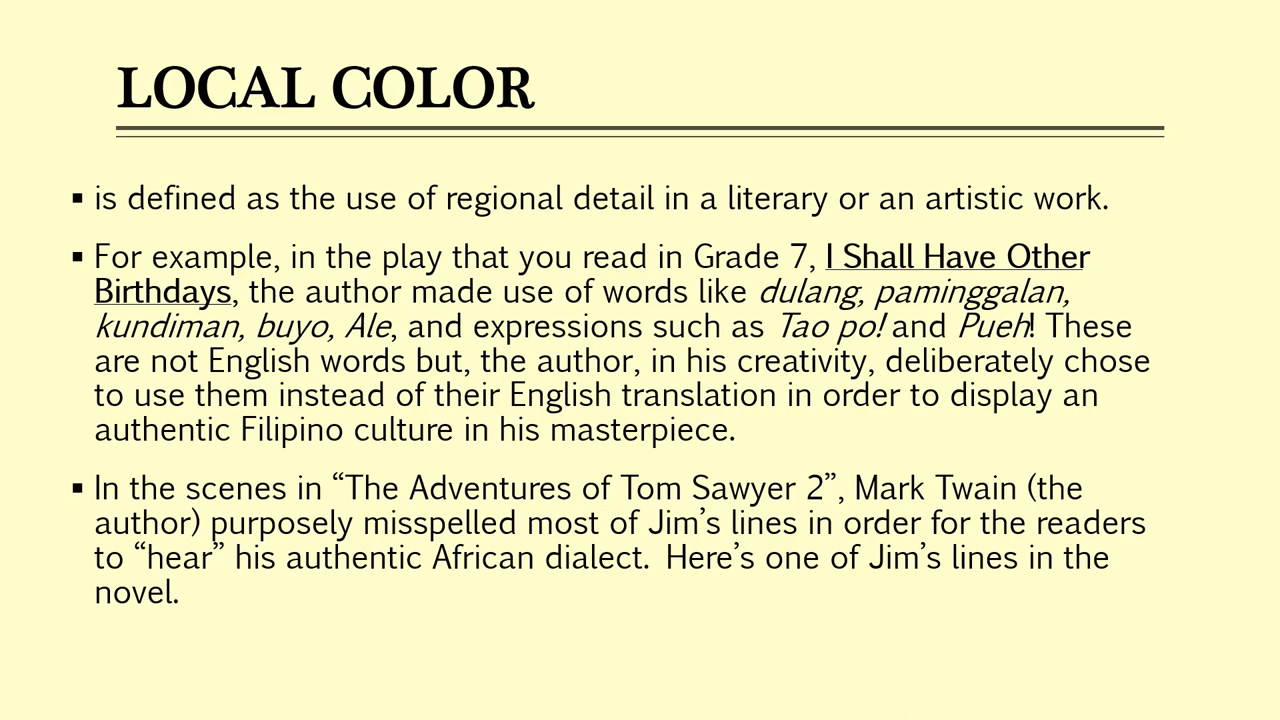 LOCAL COLOR
▪ is defined as the use of regional detail in a literary or an artistic work.
▪ For example, in the play that you read in Grade 7, I Shall Have Other
Birthdays, the author made use of words like dulang, paminggalan,
kundiman, buyo, Ale, and expressions such as Tao po! and Pueh! These
are not English words but, the author, in his creativity, deliberately chose
to use them instead of their English translation in order to display an
authentic Filipino culture in his masterpiece.
▪ In the scenes in “The Adventures of Tom Sawyer 2”, Mark Twain (the
author) purposely misspelled most of Jim’s lines in order for the readers
to “hear” his authentic African dialect. Here’s one of Jim’s lines in the
novel.